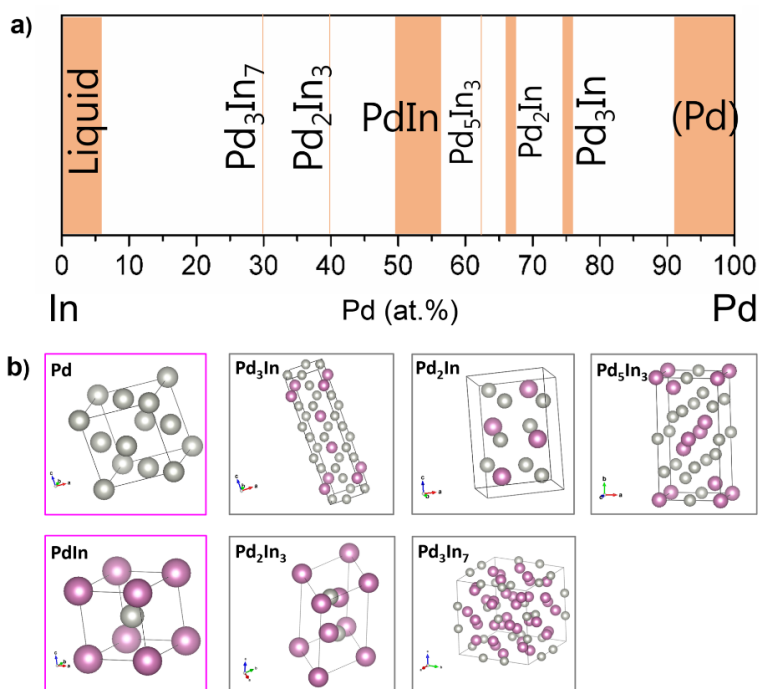 a)
Liquid
Pd₃In₇
Pd₂In₃
PdIn
Pd₅In₃
Pd₂In
Pd₃In
(Pd)
0 10 20 30 40 50 60 70 80 90 100
In Pd (at.%) Pd
b)
Pd
Pd₃In
Pd₂In
Pd₅In₃
PdIn
Pd₂In₃
Pd₃In₇